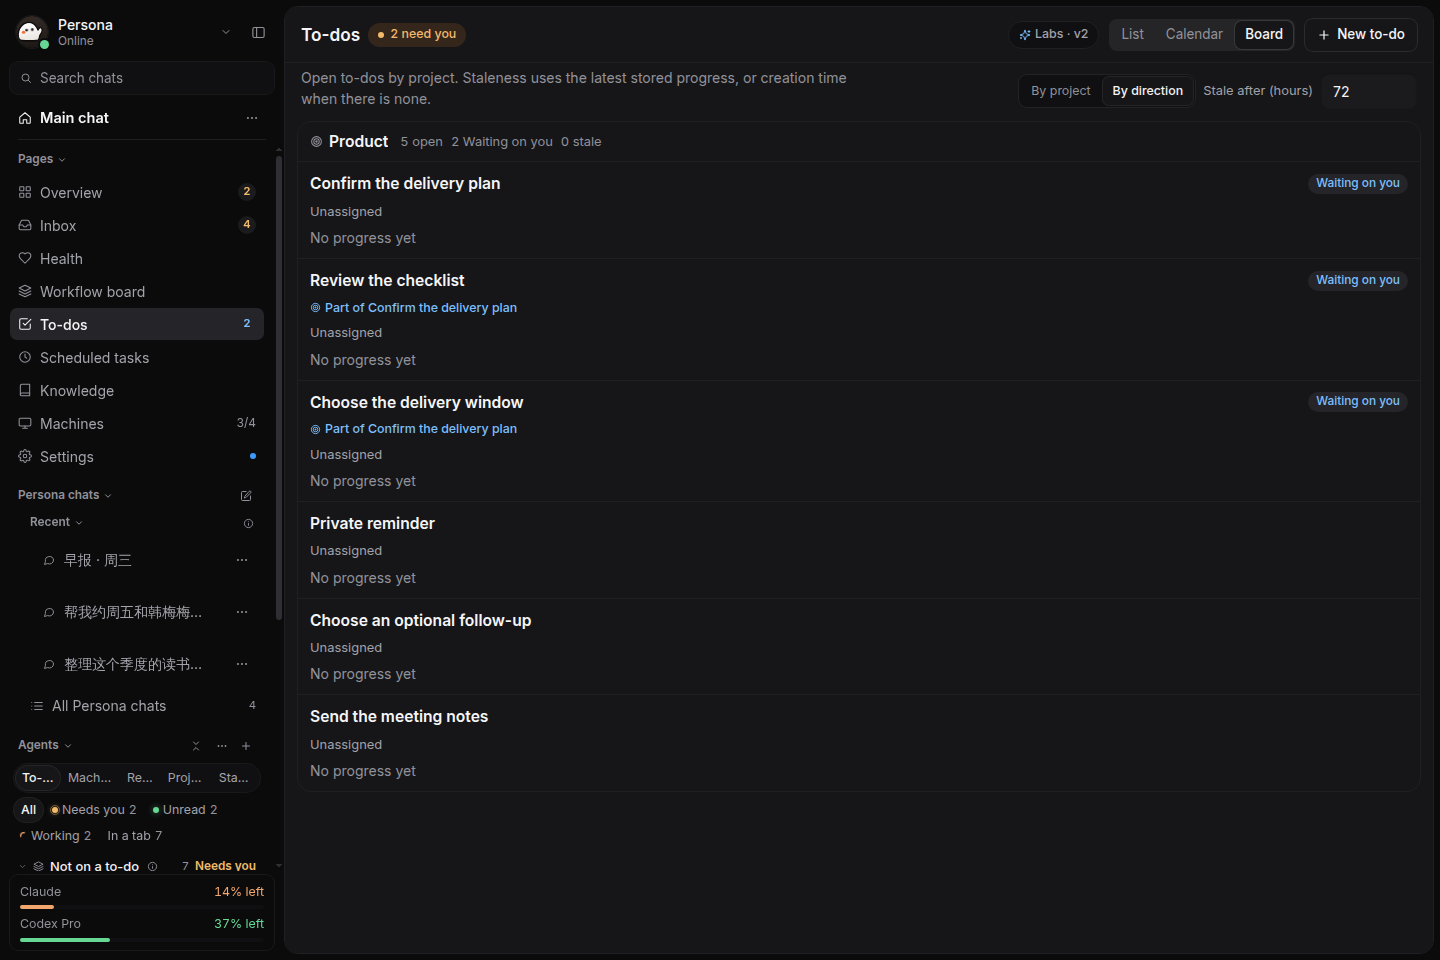 Persona
Online
Search chats
Main chat
Pages
Overview 2
Inbox 4
Health
Workflow board
To-dos 2
Scheduled tasks
Knowledge
Machines 3/4
Settings
Persona chats
Recent
早报 · 周三
帮我约周五和韩梅梅...
整理这个季度的读书...
All Persona chats 4
Agents
To-... Mach... Re... Proj... Sta...
All Needs you 2 Unread 2
Working 2 In a tab 7
Not on a to-do 7 Needs you
Claude 14% left
Codex Pro 37% left
To-dos 2 need you
Labs · v2 List Calendar Board New to-do
Open to-dos by project. Staleness uses the latest stored progress, or creation time
when there is none.
By project By direction Stale after (hours) 72
Product 5 open 2 Waiting on you 0 stale
Confirm the delivery plan Waiting on you
Unassigned
No progress yet
Review the checklist Waiting on you
Part of Confirm the delivery plan
Unassigned
No progress yet
Choose the delivery window Waiting on you
Part of Confirm the delivery plan
Unassigned
No progress yet
Private reminder
Unassigned
No progress yet
Choose an optional follow-up
Unassigned
No progress yet
Send the meeting notes
Unassigned
No progress yet